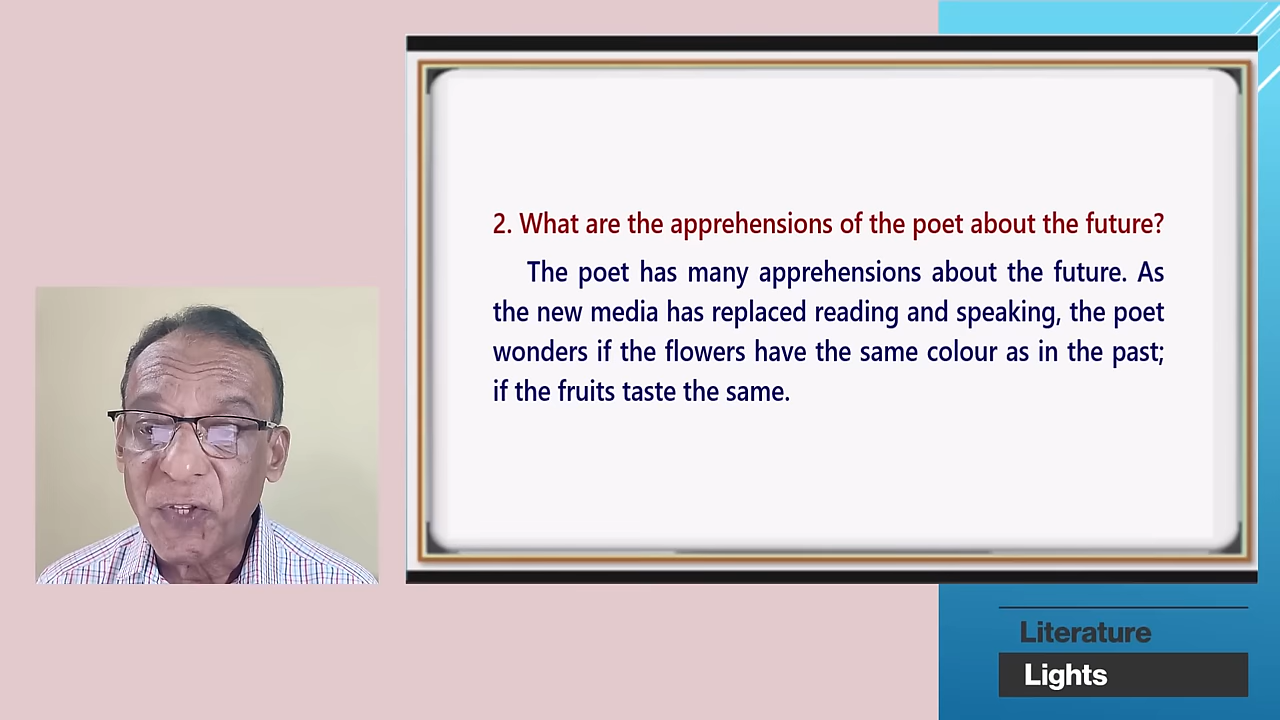 2. What are the apprehensions of the poet about the future?
The poet has many apprehensions about the future. As
the new media has replaced reading and speaking, the poet
wonders if the flowers have the same colour as in the past;
if the fruits taste the same.
Literature
Lights